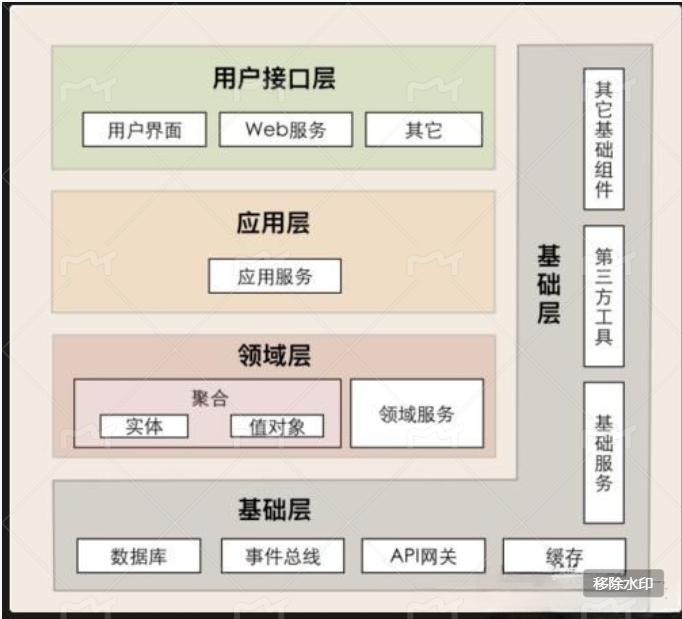 用户接口层
用户界面
Web服务
其它
应用层
应用服务
领域层
聚合
实体
值对象
领域服务
基础层
数据库
事件总线
API网关
缓存
基础层
其它基础组件
第三方工具
基础服务
移除水印